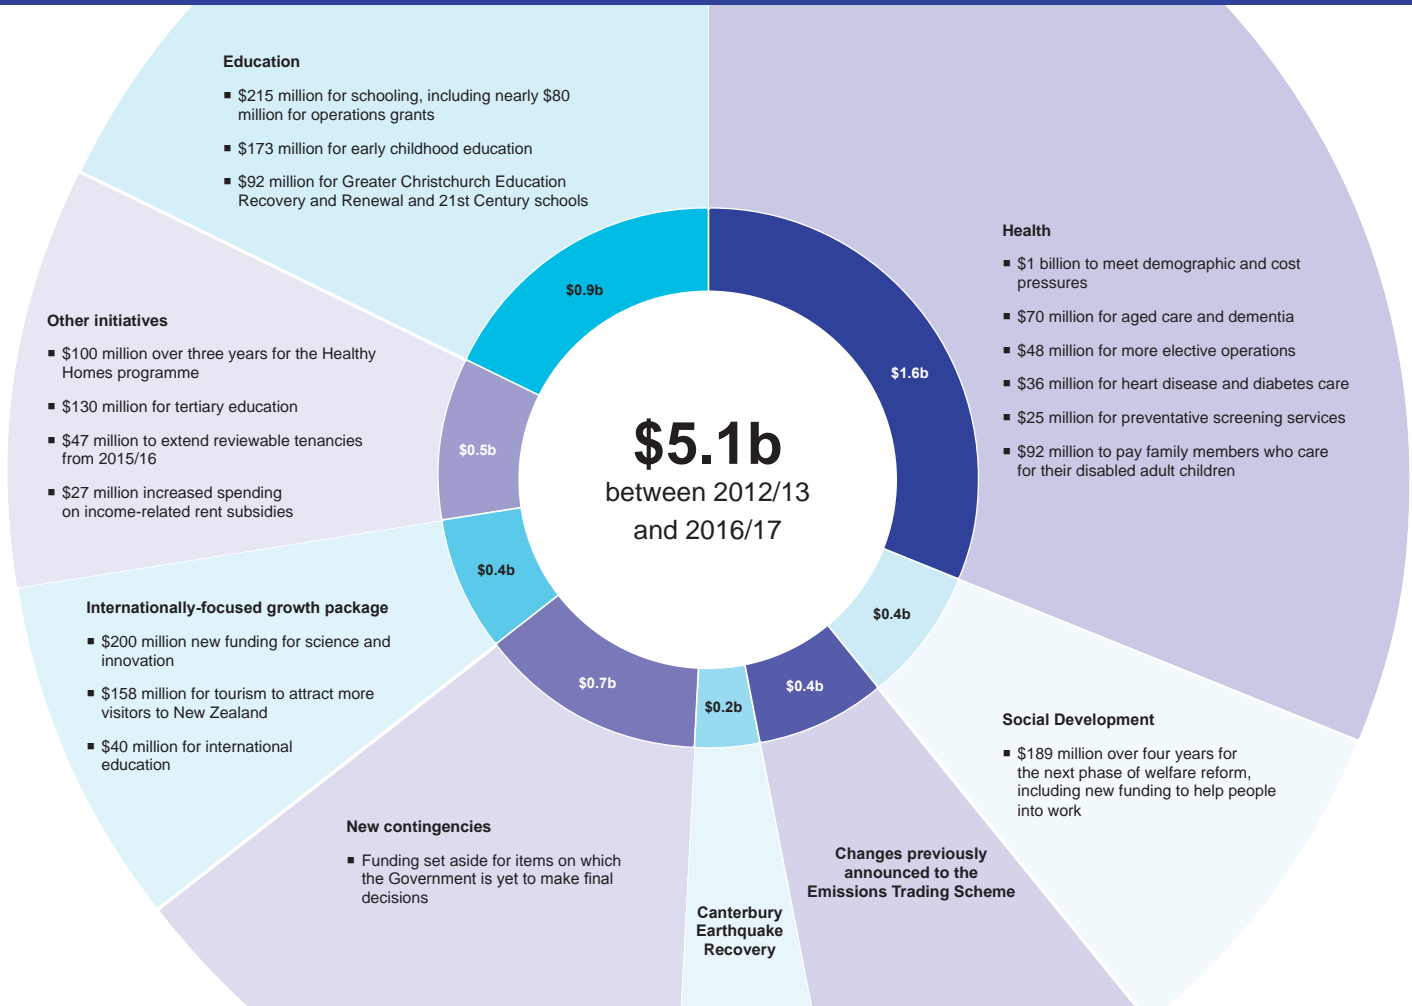 Education
▪ $215 million for schooling, including nearly $80
million for operations grants
▪ $173 million for early childhood education
▪ $92 million for Greater Christchurch Education
Recovery and Renewal and 21st Century schools
Health
▪ $1 billion to meet demographic and cost
pressures
▪ $70 million for aged care and dementia
▪ $48 million for more elective operations
▪ $36 million for heart disease and diabetes care
▪ $25 million for preventative screening services
▪ $92 million to pay family members who care
for their disabled adult children
Other initiatives
▪ $100 million over three years for the Healthy
Homes programme
▪ $130 million for tertiary education
▪ $47 million to extend reviewable tenancies
from 2015/16
▪ $27 million increased spending
on income-related rent subsidies
$0.9b
$1.6b
$0.5b
$5.1b
between 2012/13
and 2016/17
$0.4b
$0.4b
$0.7b
$0.2b
$0.4b
Internationally-focused growth package
▪ $200 million new funding for science and
innovation
▪ $158 million for tourism to attract more
visitors to New Zealand
▪ $40 million for international
education
Social Development
▪ $189 million over four years for
the next phase of welfare reform,
including new funding to help people
into work
New contingencies
▪ Funding set aside for items on which
the Government is yet to make final
decisions
Changes previously
announced to the
Emissions Trading Scheme
Canterbury
Earthquake
Recovery